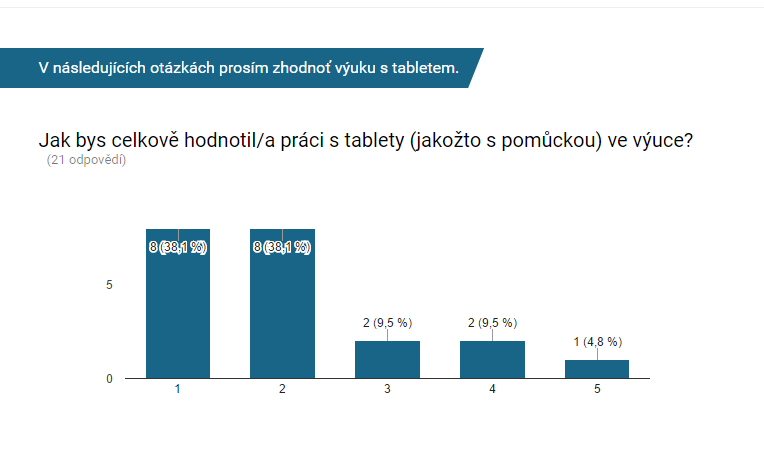 V následujících otázkách prosím zhodnoť výuku s tabletem.
Jak bys celkově hodnotil/a práci s tablety (jakožto s pomůckou) ve výuce?
(21 odpovědí)
8 (38,1 %)
8 (38,1 %)
5
2 (9,5 %)
2 (9,5 %)
1 (4,8 %)
0
1
2
3
4
5